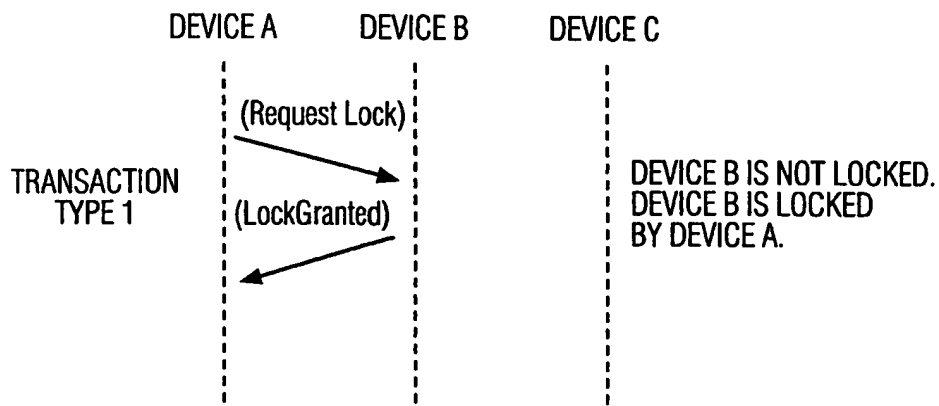 DEVICE A DEVICE B DEVICE C
(Request Lock)
TRANSACTION
TYPE 1
(LockGranted)
DEVICE B IS NOT LOCKED.
DEVICE B IS LOCKED
BY DEVICE A.